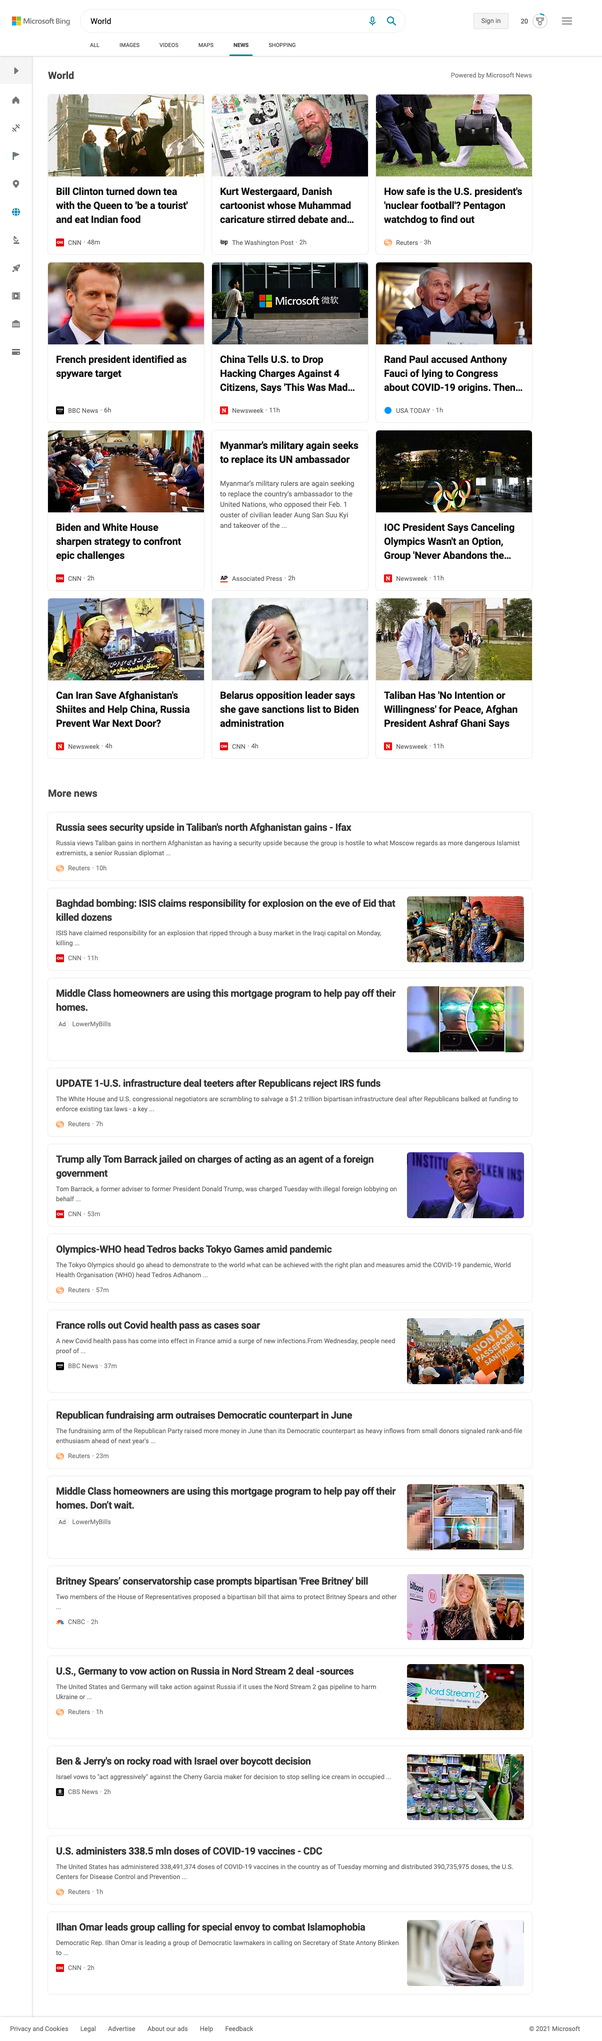 Microsoft Bing
World
Sign in
20
ALL
IMAGES
VIDEOS
MAPS
NEWS
SHOPPING
World
Powered by Microsoft News
Bill Clinton turned down tea
with the Queen to 'be a tourist'
and eat Indian food
CNN · 48m
Kurt Westergaard, Danish
cartoonist whose Muhammad
caricature stirred debate and...
The Washington Post · 2h
How safe is the U.S. president's
'nuclear football'? Pentagon
watchdog to find out
Reuters · 3h
French president identified as
spyware target
BBC News · 6h
Microsoft 微软
China Tells U.S. to Drop
Hacking Charges Against 4
Citizens, Says 'This Was Mad...
Newsweek · 11h
Rand Paul accused Anthony
Fauci of lying to Congress
about COVID-19 origins. Then...
USA TODAY · 1h
Biden and White House
sharpen strategy to confront
epic challenges
CNN · 2h
Myanmar's military again seeks
to replace its UN ambassador
Myanmar's military rulers are again seeking
to replace the country's ambassador to the
United Nations, who opposed their Feb. 1
ouster of civilian leader Aung San Suu Kyi
and takeover of the ...
AP Associated Press · 2h
IOC President Says Canceling
Olympics Wasn't an Option,
Group 'Never Abandons the...
Newsweek · 11h
Can Iran Save Afghanistan's
Shiites and Help China, Russia
Prevent War Next Door?
Newsweek · 4h
Belarus opposition leader says
she gave sanctions list to Biden
administration
CNN · 4h
Taliban Has 'No Intention or
Willingness' for Peace, Afghan
President Ashraf Ghani Says
Newsweek · 11h
More news
Russia sees security upside in Taliban's north Afghanistan gains - Ifax
Russia views Taliban gains in northern Afghanistan as having a security upside because the group is hostile to what Moscow regards as more dangerous Islamist
extremists, a senior Russian diplomat ...
Reuters · 10h
Baghdad bombing: ISIS claims responsibility for explosion on the eve of Eid that
killed dozens
ISIS have claimed responsibility for an explosion that ripped through a busy market in the Iraqi capital on Monday,
killing ...
CNN · 11h
Middle Class homeowners are using this mortgage program to help pay off their
homes.
Ad LowerMyBills
UPDATE 1-U.S. infrastructure deal teeters after Republicans reject IRS funds
The White House and U.S. congressional negotiators are scrambling to salvage a $1.2 trillion bipartisan infrastructure deal after Republicans balked at funding to
enforce existing tax laws - a key ...
Reuters · 7h
Trump ally Tom Barrack jailed on charges of acting as an agent of a foreign
government
Tom Barrack, a former adviser to former President Donald Trump, was charged Tuesday with illegal foreign lobbying on
behalf ...
CNN · 53m
Olympics-WHO head Tedros backs Tokyo Games amid pandemic
The Tokyo Olympics should go ahead to demonstrate to the world what can be achieved with the right plan and measures amid the COVID-19 pandemic, World
Health Organisation (WHO) head Tedros Adhanom ...
Reuters · 57m
France rolls out Covid health pass as cases soar
A new Covid health pass has come into effect in France amid a surge of new infections.From Wednesday, people need
proof of ...
BBC News · 37m
NON AU
PASSEPORT
SANITAIRE
Republican fundraising arm outraises Democratic counterpart in June
The fundraising arm of the Republican Party raised more money in June than its Democratic counterpart as heavy inflows from small donors signaled rank-and-file
enthusiasm ahead of next year's ...
Reuters · 23m
Middle Class homeowners are using this mortgage program to help pay off their
homes. Don't wait.
Ad LowerMyBills
Britney Spears' conservatorship case prompts bipartisan 'Free Britney' bill
Two members of the House of Representatives proposed a bipartisan bill that aims to protect Britney Spears and other
...
CNBC · 2h
billboard
U.S., Germany to vow action on Russia in Nord Stream 2 deal -sources
The United States and Germany will take action against Russia if it uses the Nord Stream 2 gas pipeline to harm
Ukraine or ...
Reuters · 1h
Nord Stream 2
Ben & Jerry's on rocky road with Israel over boycott decision
Israel vows to "act aggressively" against the Cherry Garcia maker for decision to stop selling ice cream in occupied ...
CBS News · 2h
U.S. administers 338.5 mln doses of COVID-19 vaccines - CDC
The United States has administered 338,491,374 doses of COVID-19 vaccines in the country as of Tuesday morning and distributed 390,735,975 doses, the U.S.
Centers for Disease Control and Prevention ...
Reuters · 1h
Ilhan Omar leads group calling for special envoy to combat Islamophobia
Democratic Rep. Ilhan Omar is leading a group of Democratic lawmakers in calling on Secretary of State Antony Blinken
to ...
CNN · 2h
Privacy and Cookies
Legal
Advertise
About our ads
Help
Feedback
© 2021 Microsoft